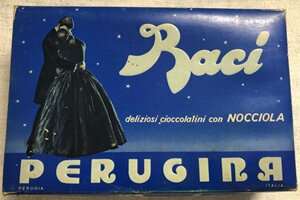 Baci
deliziosi cioccolatini con NOCCIOLA
PERUGINA
PERUGIA ITALIA